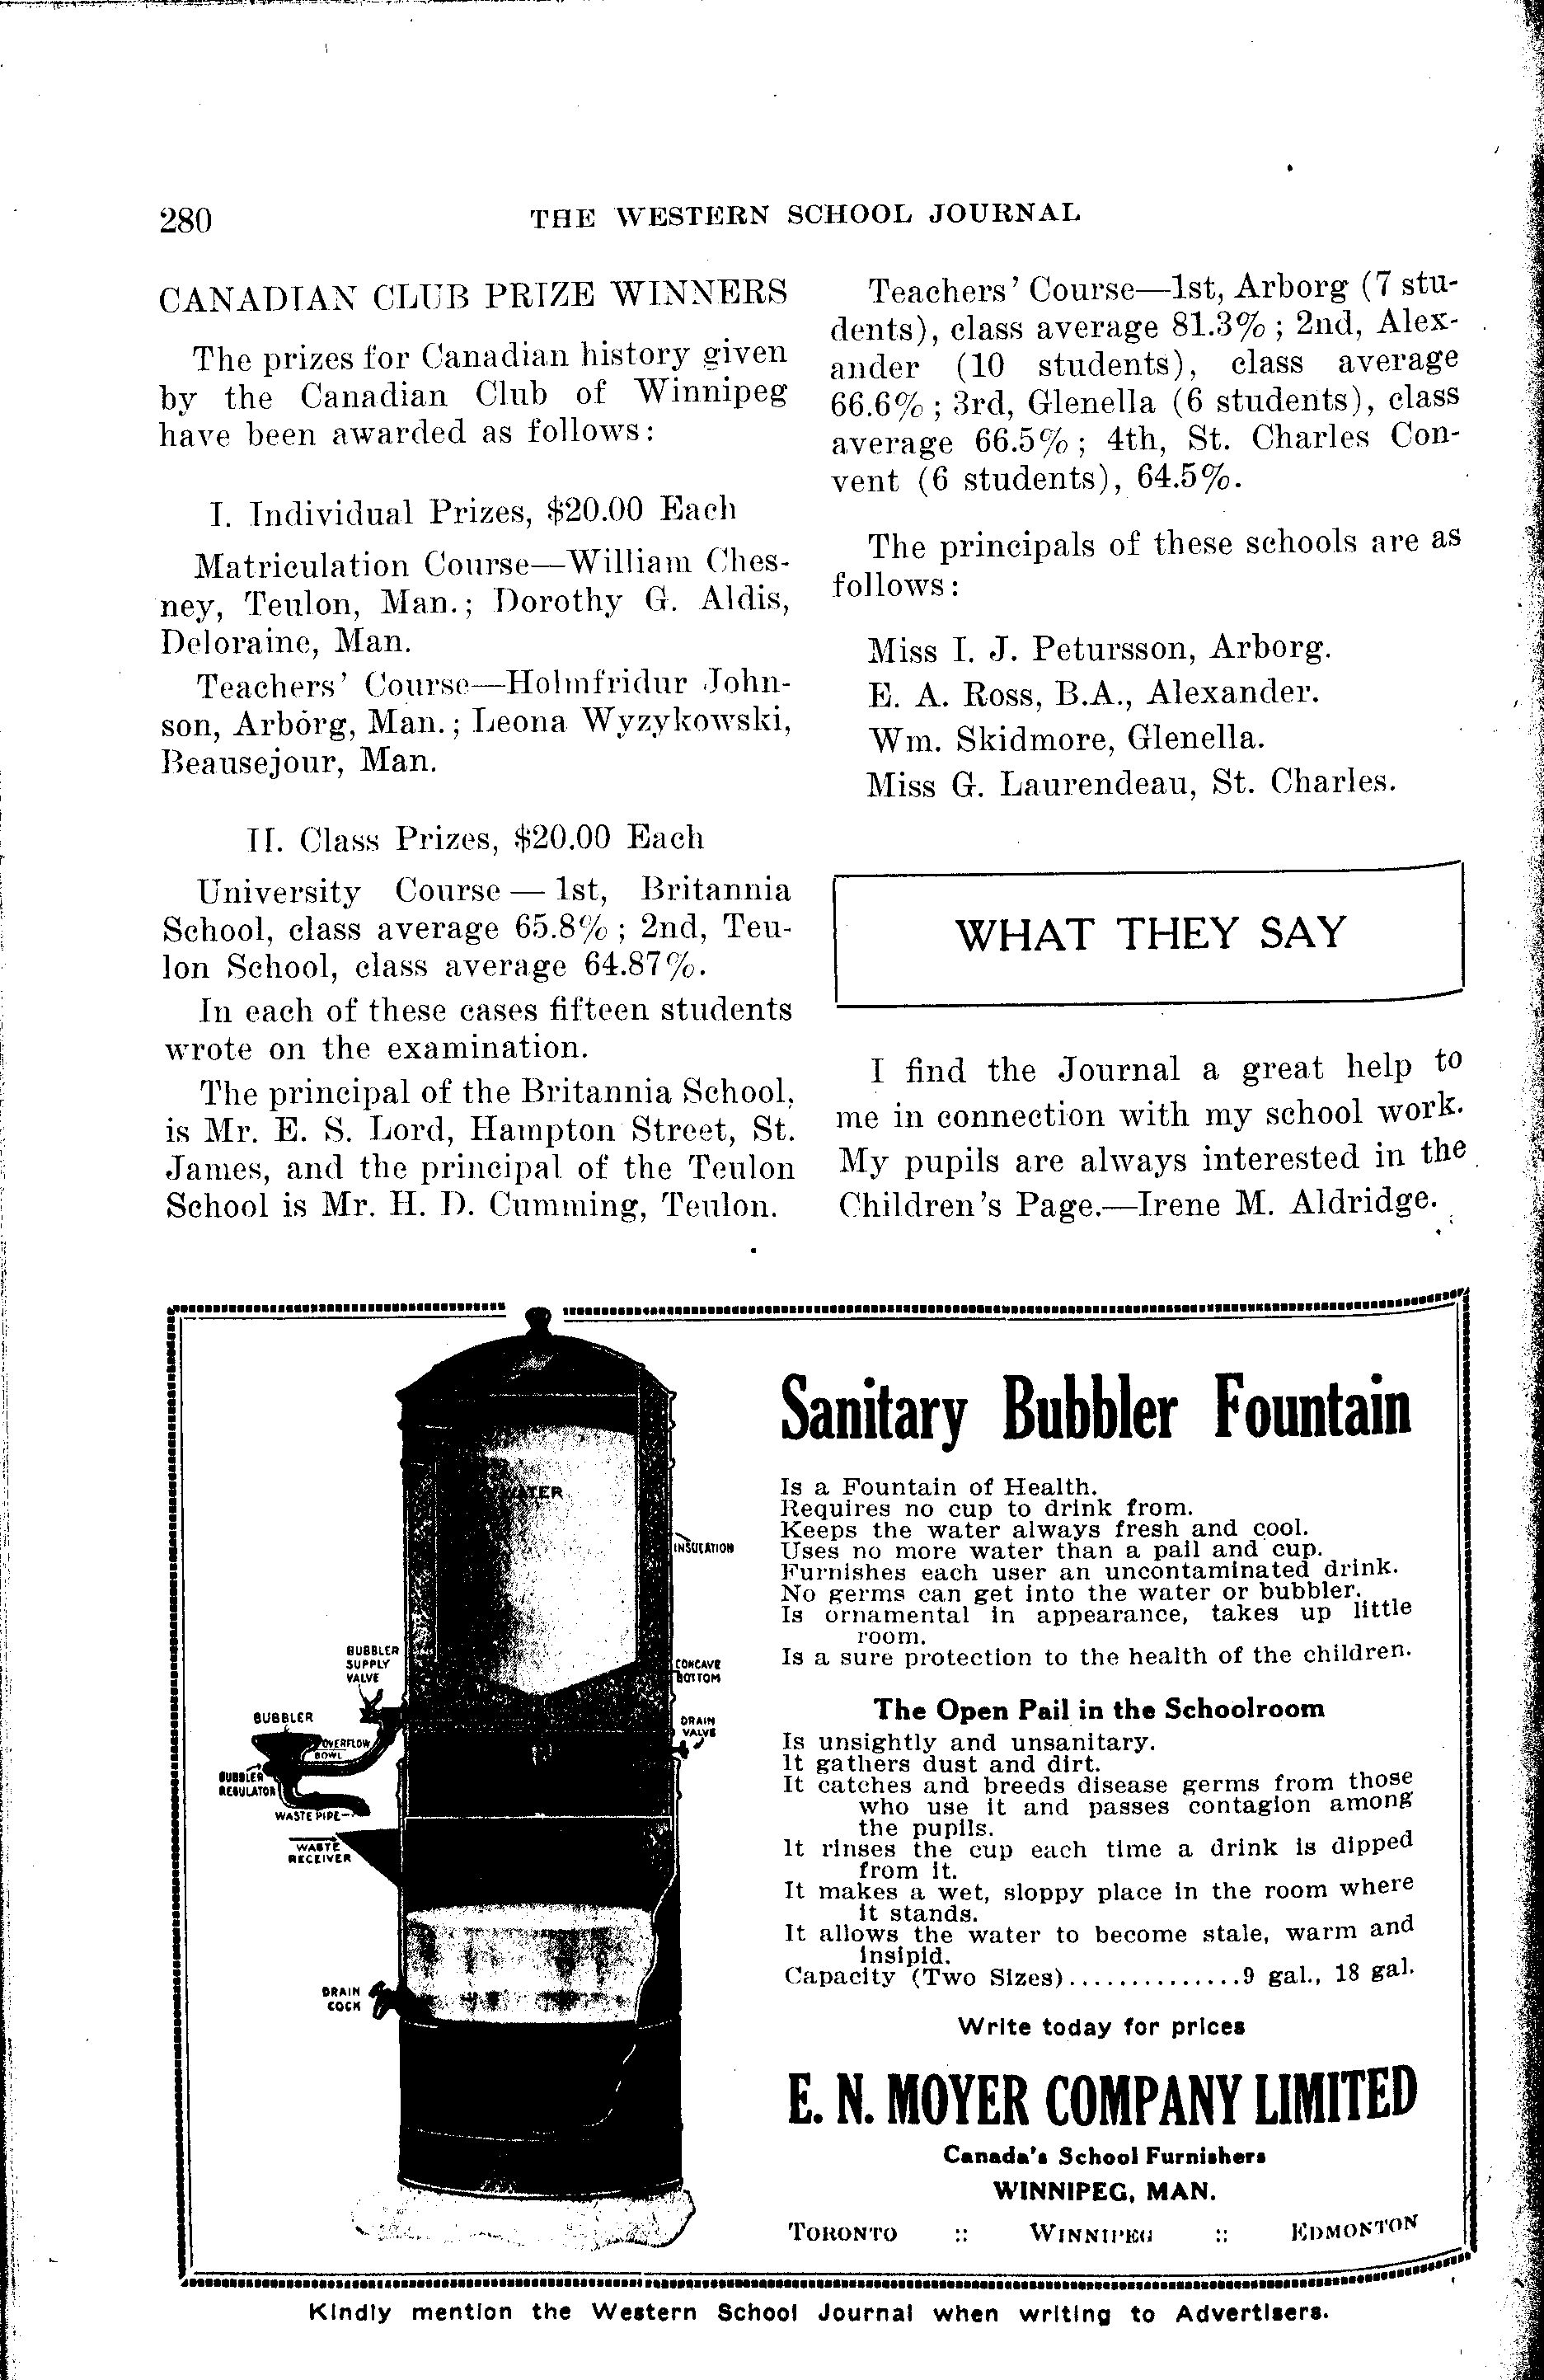 280
THE WESTERN SCHOOL JOURNAL
CANADIAN CLUB PRIZE WINNERS
The prizes for Canadian history given
by the Canadian Club of Winnipeg
have been awarded as follows:
I. Individual Prizes, $20.00 Each
Matriculation Course—William Ches-
ney, Teulon, Man.; Dorothy G. Aldis,
Deloraine, Man.
Teachers' Course—Holmfridur John-
son, Arborg, Man.; Leona Wyzykowski,
Beausejour, Man.
II. Class Prizes, $20.00 Each
University Course — 1st, Britannia
School, class average 65.8%; 2nd, Teu-
lon School, class average 64.87%.
In each of these cases fifteen students
wrote on the examination.
The principal of the Britannia School,
is Mr. E. S. Lord, Hampton Street, St.
James, and the principal of the Teulon
School is Mr. H. D. Cumming, Teulon.
Teachers' Course—1st, Arborg (7 stu-
dents), class average 81.3%; 2nd, Alex-
ander (10 students), class average
66.6%; 3rd, Glenella (6 students), class
average 66.5%; 4th, St. Charles Con-
vent (6 students), 64.5%.
The principals of these schools are as
follows:
Miss I. J. Petursson, Arborg.
E. A. Ross, B.A., Alexander.
Wm. Skidmore, Glenella.
Miss G. Laurendeau, St. Charles.
WHAT THEY SAY
I find the Journal a great help to
me in connection with my school work.
My pupils are always interested in the
Children's Page.—Irene M. Aldridge.
WATER
INSULATION
BUBBLER
SUPPLY
VALVE
CONCAVE
BOTTOM
BUBBLER
DRAIN
VALVE
OVERFLOW
BOWL
BUBBLER
REGULATOR
WASTE PIPE
WASTE
RECEIVER
DRAIN
COCK
Sanitary Bubbler Fountain
Is a Fountain of Health.
Requires no cup to drink from.
Keeps the water always fresh and cool.
Uses no more water than a pail and cup.
Furnishes each user an uncontaminated drink.
No germs can get into the water or bubbler.
Is ornamental in appearance, takes up little
room.
Is a sure protection to the health of the children.
The Open Pail in the Schoolroom
Is unsightly and unsanitary.
It gathers dust and dirt.
It catches and breeds disease germs from those
who use it and passes contagion among
the pupils.
It rinses the cup each time a drink is dipped
from it.
It makes a wet, sloppy place in the room where
it stands.
It allows the water to become stale, warm and
insipid.
Capacity (Two Sizes)..............9 gal., 18 gal.
Write today for prices
E. N. MOYER COMPANY LIMITED
Canada's School Furnishers
WINNIPEG, MAN.
TORONTO :: WINNIPEG :: EDMONTON
Kindly mention the Western School Journal when writing to Advertisers.